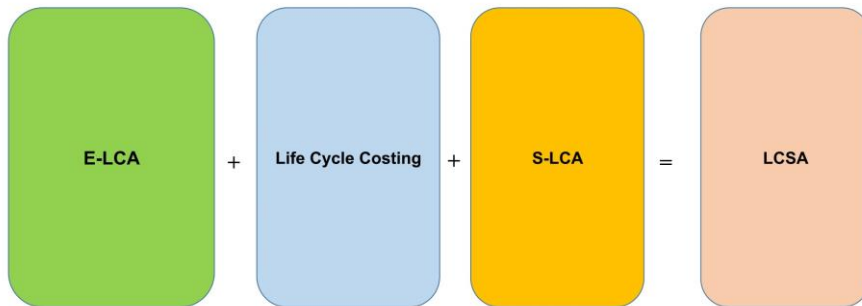 E-LCA + Life Cycle Costing + S-LCA = LCSA